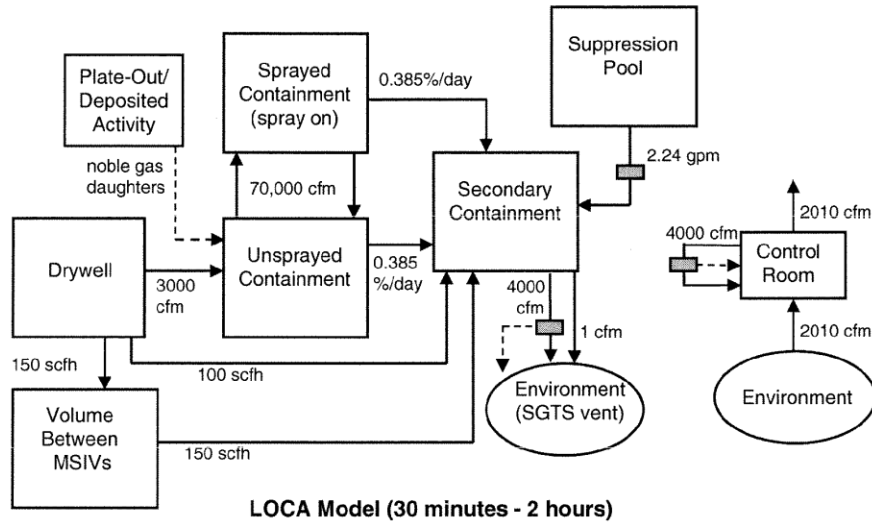 Plate-Out/
Deposited
Activity
noble gas
daughters
Sprayed
Containment
(spray on)
0.385%/day
70,000 cfm
Suppression
Pool
2.24 gpm
Secondary
Containment
Drywell
3000
cfm
Unsprayed
Containment
0.385
%/day
4000
cfm
1 cfm
150 scfh
100 scfh
Volume
Between
MSIVs
150 scfh
Environment
(SGTS vent)
2010 cfm
4000 cfm
Control
Room
2010 cfm
Environment
LOCA Model (30 minutes - 2 hours)